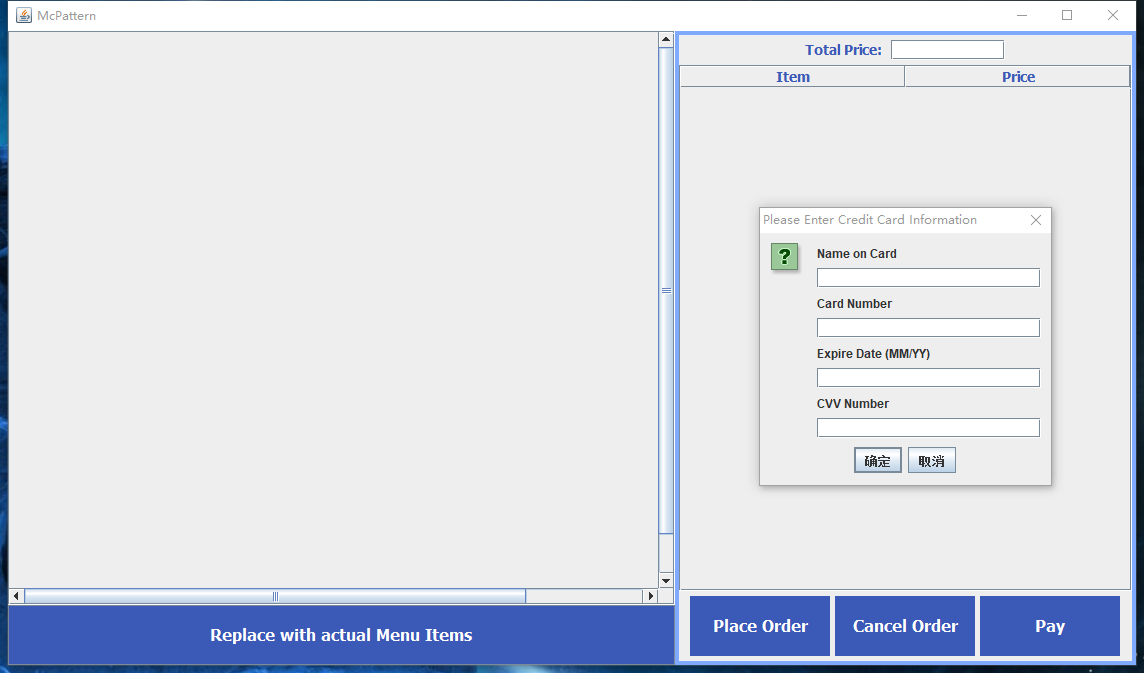 McPattern
Total Price:
Item Price
Please Enter Credit Card Information
?
Name on Card
Card Number
Expire Date (MM/YY)
CVV Number
确定 取消
Replace with actual Menu Items
Place Order Cancel Order Pay